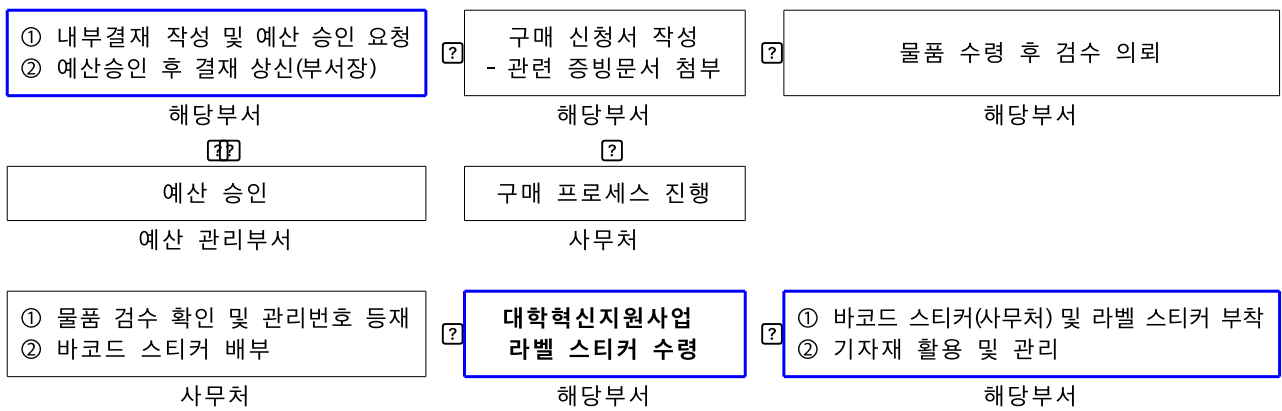 ① 내부결재 작성 및 예산 승인 요청
② 예산승인 후 결재 상신(부서장)
해당부서
?
구매 신청서 작성
- 관련 증빙문서 첨부
해당부서
?
물품 수령 후 검수 의뢰
해당부서
??
예산 승인
예산 관리부서
?
구매 프로세스 진행
사무처
① 물품 검수 확인 및 관리번호 등재
② 바코드 스티커 배부
사무처
?
대학혁신지원사업
라벨 스티커 수령
해당부서
?
① 바코드 스티커(사무처) 및 라벨 스티커 부착
② 기자재 활용 및 관리
해당부서